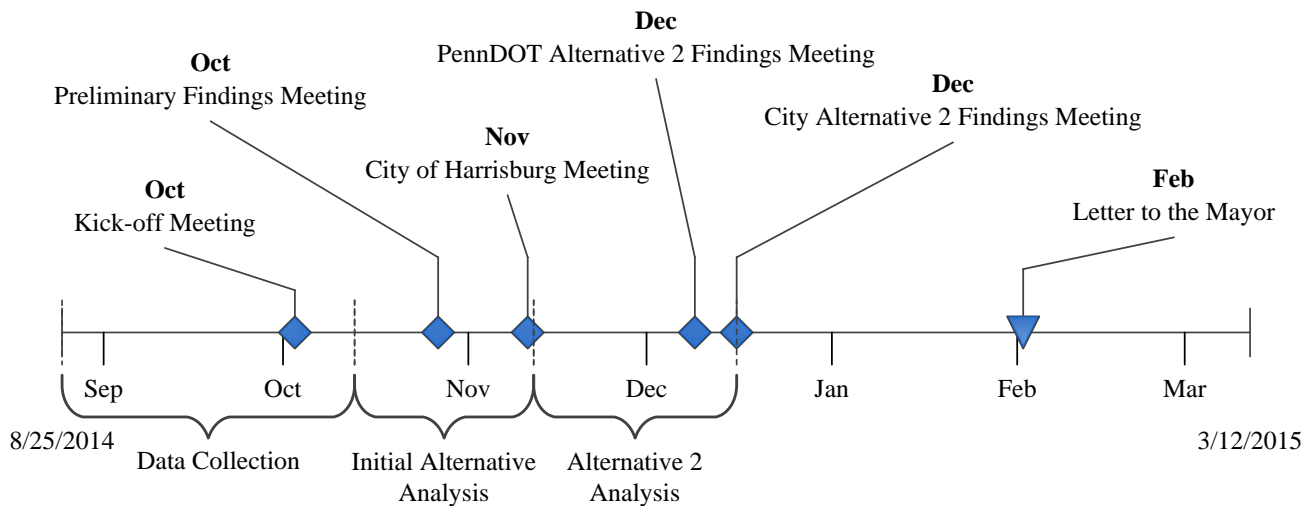 Dec
PennDOT Alternative 2 Findings Meeting
Oct
Preliminary Findings Meeting
Dec
City Alternative 2 Findings Meeting
Nov
City of Harrisburg Meeting
Oct
Kick-off Meeting
Feb
Letter to the Mayor
Sep
Oct
Nov
Dec
Jan
Feb
Mar
8/25/2014
3/12/2015
Data Collection
Initial Alternative
Analysis
Alternative 2
Analysis